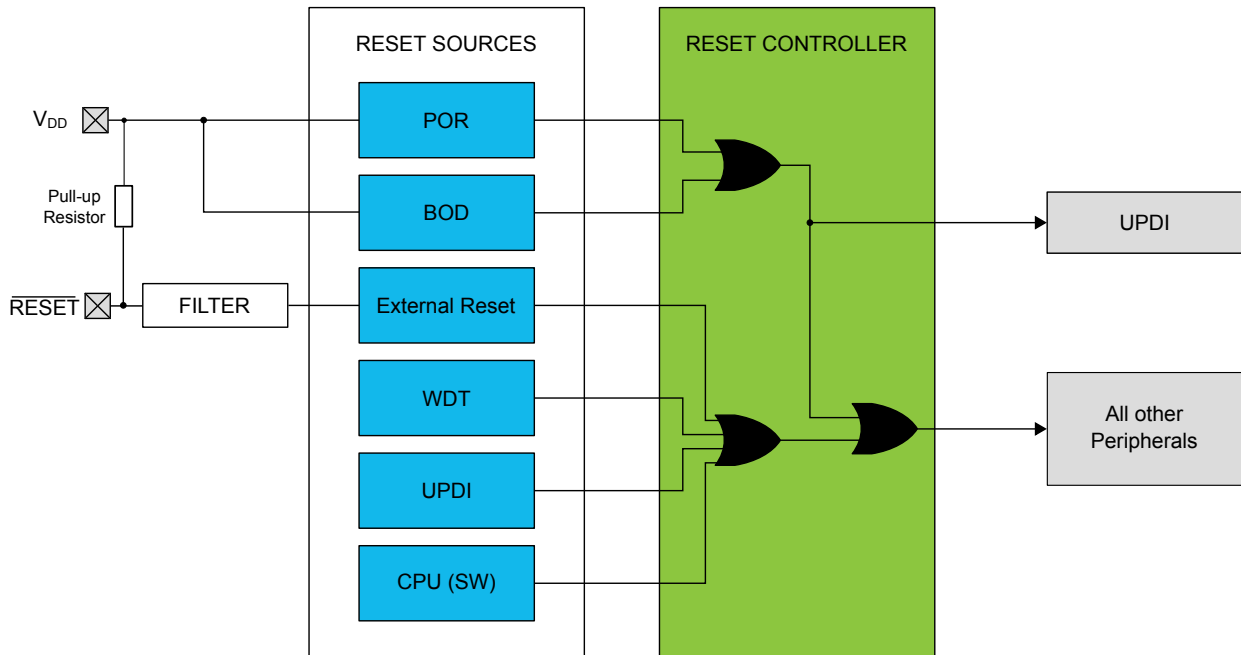 RESET SOURCES
RESET CONTROLLER
VDD
POR
Pull-up
Resistor
BOD
UPDI
RESET
FILTER
External Reset
WDT
All other
Peripherals
UPDI
CPU (SW)